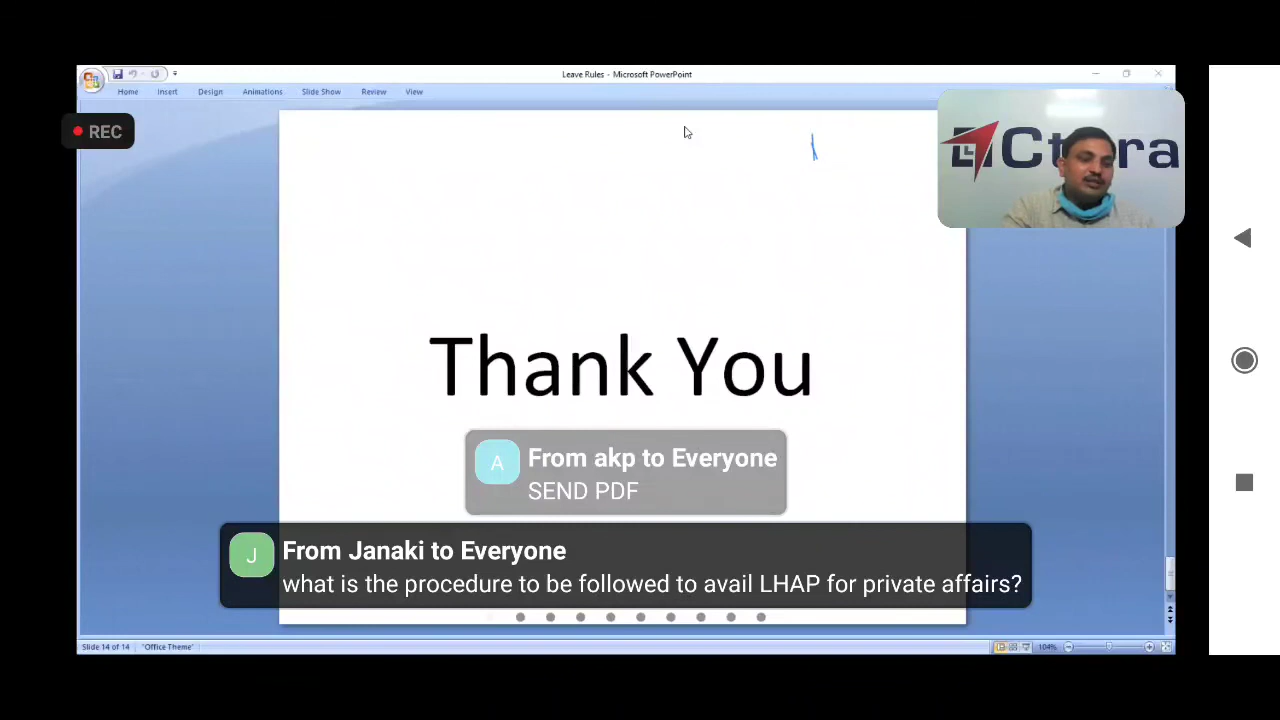 Leave Rules - Microsoft PowerPoint
Home Insert Design Animations Slide Show Review View
REC
Thank You
A
From akp to Everyone
SEND PDF
J
From Janaki to Everyone
what is the procedure to be followed to avail LHAP for private affairs?
Slide 14 of 14 "Office Theme"
104%